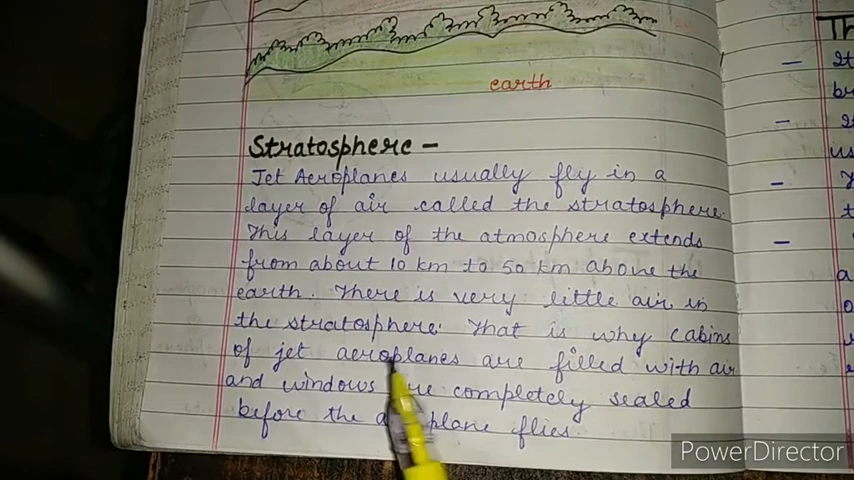 earth
Stratosphere -
Jet Aeroplanes usually fly in a
layer of air called the stratosphere.
This layer of the atmosphere extends
from about 10 km to 50 km above the
earth. There is very little air in
the stratosphere. That is why cabins
of jet aeroplanes are filled with air
and windows are completely sealed
before the plane flies.
PowerDirector